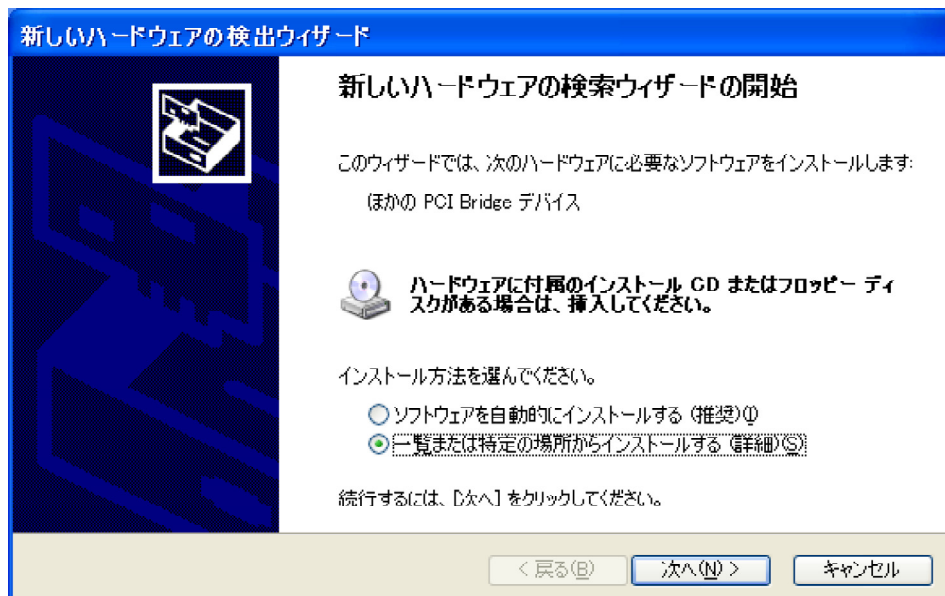 新しいハードウェアの検出ウィザード
新しいハードウェアの検索ウィザードの開始
このウィザードでは、次のハードウェアに必要なソフトウェアをインストールします:
ほかの PCI Bridge デバイス
ハードウェアに付属のインストール CD またはフロッピー ディ
スクがある場合は、挿入してください。
インストール方法を選んでください。
ソフトウェアを自動的にインストールする (推奨)(I)
一覧または特定の場所からインストールする (詳細)(S)
続行するには、[次へ] をクリックしてください。
< 戻る(B) 次へ(N) > キャンセル